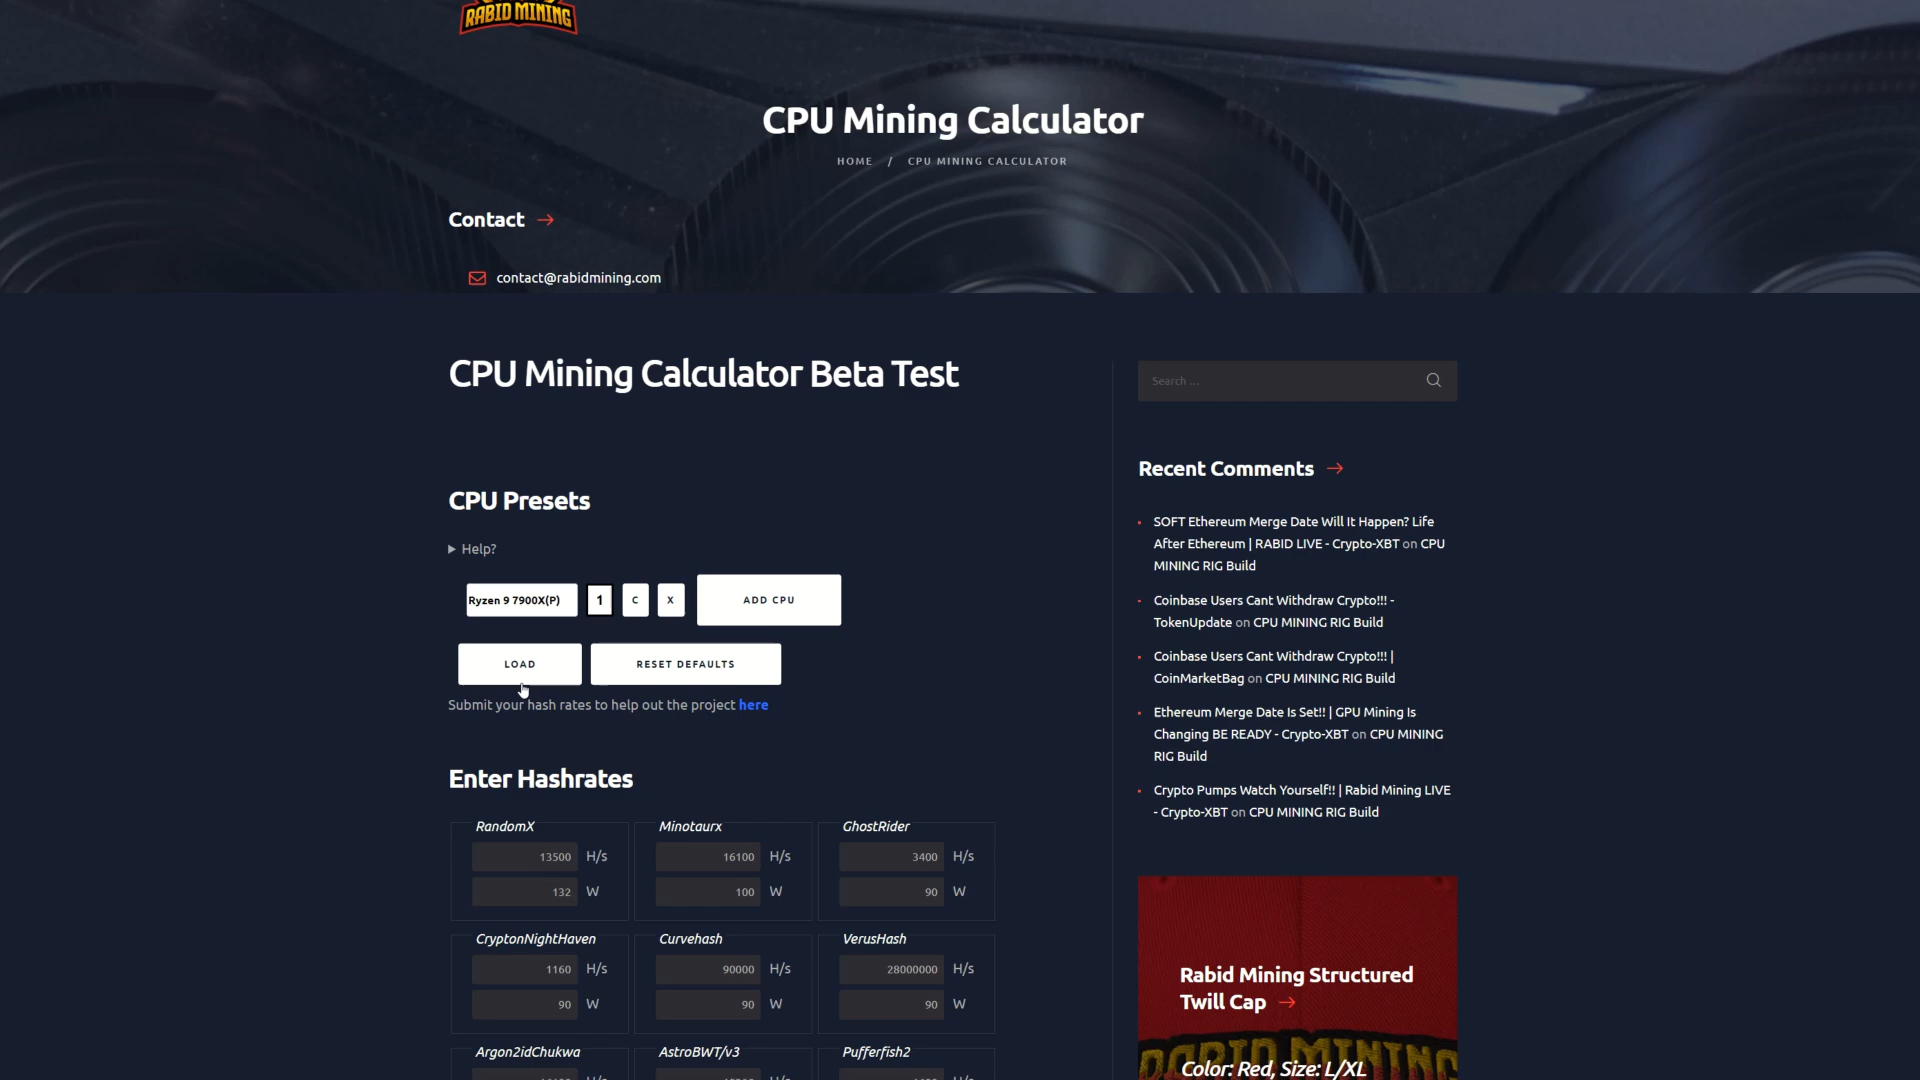 RABID MINING
CPU Mining Calculator
HOME / CPU MINING CALCULATOR
Contact →
contact@rabidmining.com
CPU Mining Calculator Beta Test
CPU Presets
Help?
Ryzen 9 7900X(P) 1 C X ADD CPU
LOAD RESET DEFAULTS
Submit your hash rates to help out the project here
Enter Hashrates
RandomX Minotaurx GhostRider
13500 H/s 16100 H/s 3400 H/s
132 W 100 W 90 W
CryptonNightHaven Curvehash VerusHash
1160 H/s 90000 H/s 28000000 H/s
90 W 90 W 90 W
Argon2idChukwa AstroBWT/v3 Pufferfish2
Search ...
Recent Comments →
SOFT Ethereum Merge Date Will It Happen? Life
After Ethereum | RABID LIVE - Crypto-XBT on CPU
MINING RIG Build
Coinbase Users Cant Withdraw Crypto!!! -
TokenUpdate on CPU MINING RIG Build
Coinbase Users Cant Withdraw Crypto!!! |
CoinMarketBag on CPU MINING RIG Build
Ethereum Merge Date Is Set!! | GPU Mining Is
Changing BE READY - Crypto-XBT on CPU MINING
RIG Build
Crypto Pumps Watch Yourself!! | Rabid Mining LIVE
- Crypto-XBT on CPU MINING RIG Build
Rabid Mining Structured
Twill Cap →
RABID MINING
Color: Red, Size: L/XL